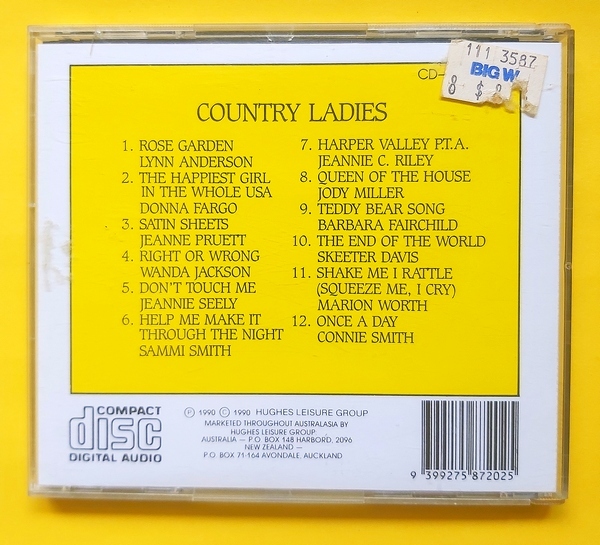 111 3587
BIG W
8 $
CD-
COUNTRY LADIES
1. ROSE GARDEN
LYNN ANDERSON
2. THE HAPPIEST GIRL
IN THE WHOLE USA
DONNA FARGO
3. SATIN SHEETS
JEANNE PRUETT
4. RIGHT OR WRONG
WANDA JACKSON
5. DON'T TOUCH ME
JEANNIE SEELY
6. HELP ME MAKE IT
THROUGH THE NIGHT
SAMMI SMITH
7. HARPER VALLEY P.T.A.
JEANNIE C. RILEY
8. QUEEN OF THE HOUSE
JODY MILLER
9. TEDDY BEAR SONG
BARBARA FAIRCHILD
10. THE END OF THE WORLD
SKEETER DAVIS
11. SHAKE ME I RATTLE
(SQUEEZE ME, I CRY)
MARION WORTH
12. ONCE A DAY
CONNIE SMITH
COMPACT
disc
DIGITAL AUDIO
℗ 1990 © 1990 HUGHES LEISURE GROUP
MARKETED THROUGHOUT AUSTRALASIA BY
HUGHES LEISURE GROUP.
AUSTRALIA — P.O. BOX 148 HARBORD, 2096
NEW ZEALAND —
P.O. BOX 71-164 AVONDALE, AUCKLAND
9 399275 872025